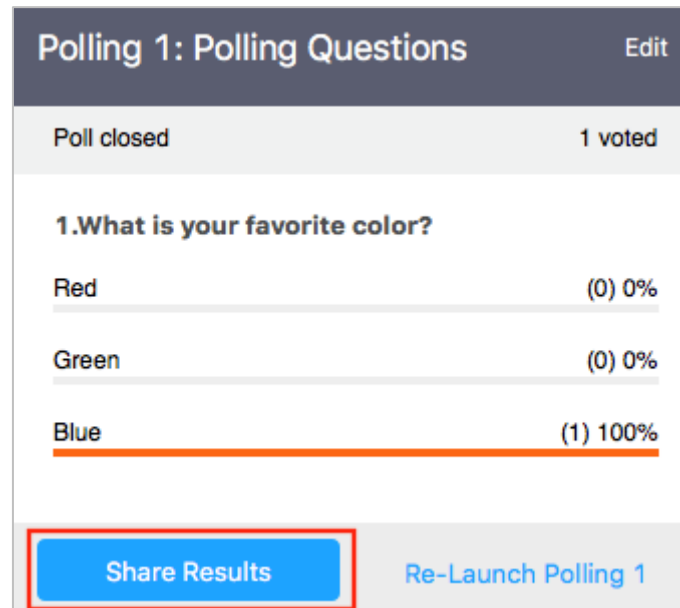 Polling 1: Polling Questions Edit
Poll closed 1 voted
1.What is your favorite color?
Red (0) 0%
Green (0) 0%
Blue (1) 100%
Share Results Re-Launch Polling 1